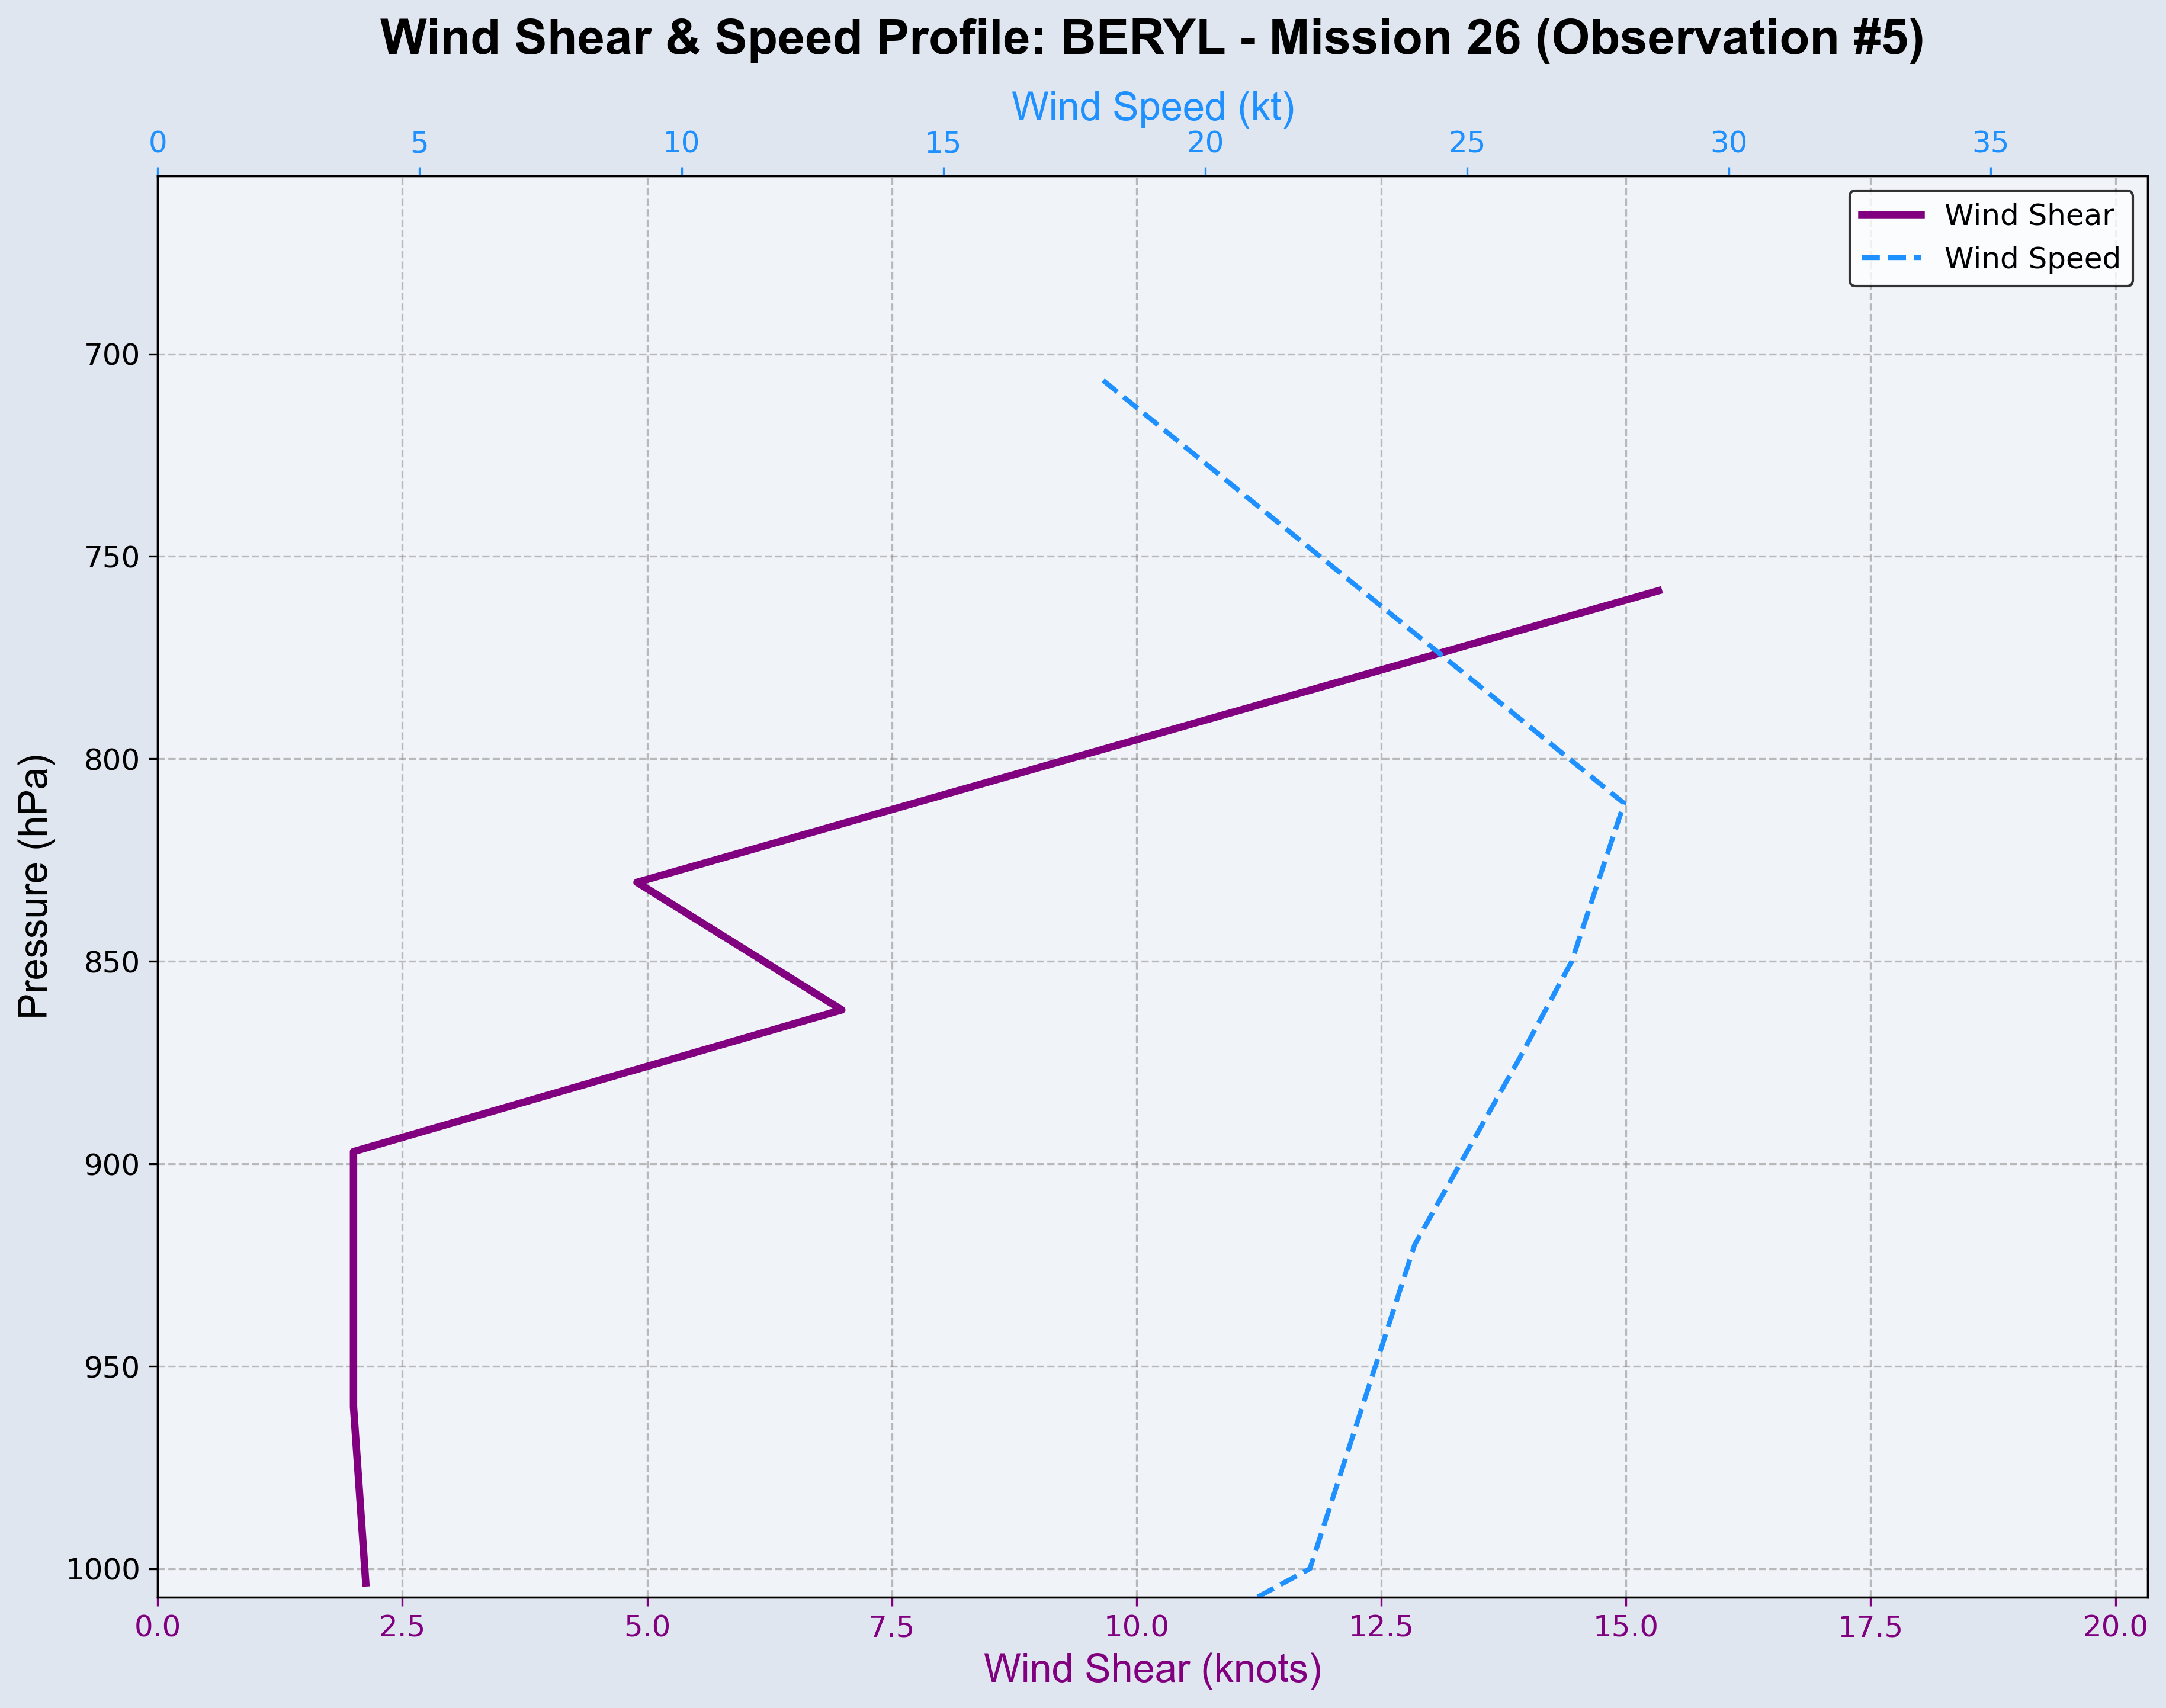 Wind Shear & Speed Profile: BERYL - Mission 26 (Observation #5)
Wind Speed (kt)
0 5 10 15 20 25 30 35
Wind Shear
Wind Speed
700
750
800
850
900
950
1000
Pressure (hPa)
0.0 2.5 5.0 7.5 10.0 12.5 15.0 17.5 20.0
Wind Shear (knots)